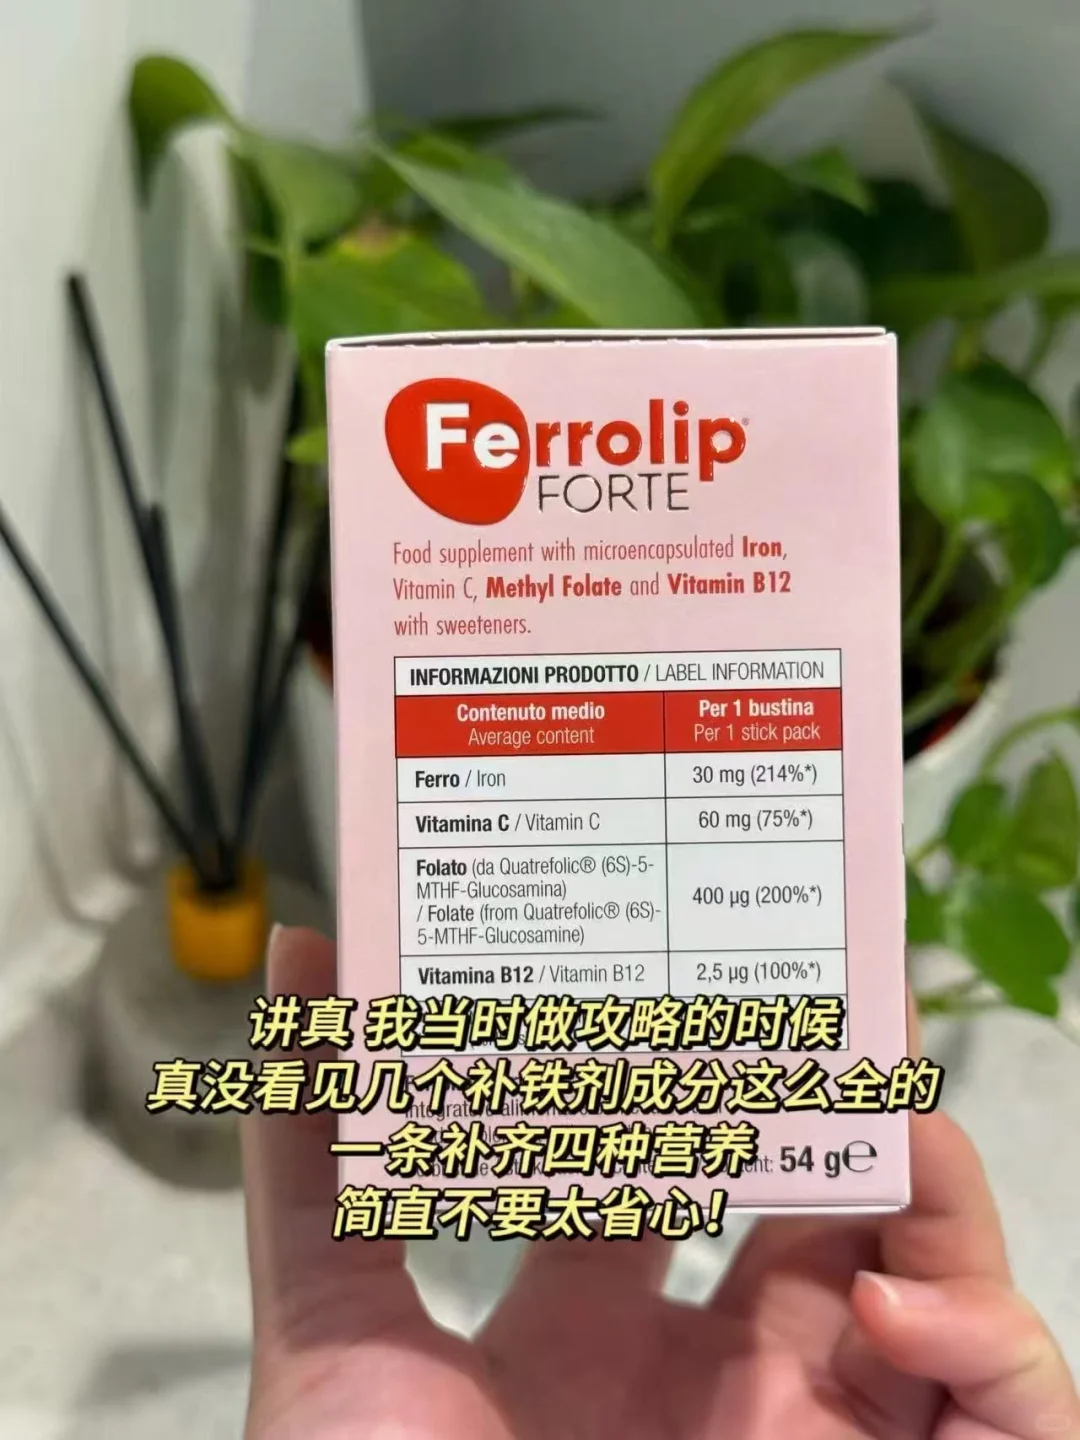 Ferrolip®
FORTE
Food supplement with microencapsulated Iron,
Vitamin C, Methyl Folate and Vitamin B12
with sweeteners.
INFORMAZIONI PRODOTTO / LABEL INFORMATION
Contenuto medio
Average content
Per 1 bustina
Per 1 stick pack
Ferro / Iron
30 mg (214%*)
Vitamina C / Vitamin C
60 mg (75%*)
Folato (da Quatrefolic® (6S)-5-
MTHF-Glucosamina)
/ Folate (from Quatrefolic® (6S)-
5-MTHF-Glucosamine)
400 µg (200%*)
Vitamina B12 / Vitamin B12
2,5 µg (100%*)
讲真 我当时做攻略的时候
真没看见几个补铁剂成分这么全的
一条补齐四种营养
54 g℮
简直不要太省心！